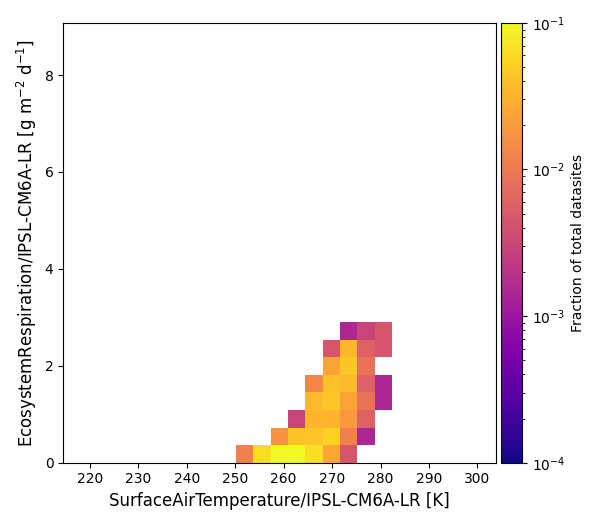 EcosystemRespiration/IPSL-CM6A-LR [g m⁻² d⁻¹]
8
6
4
2
0
220 230 240 250 260 270 280 290 300
SurfaceAirTemperature/IPSL-CM6A-LR [K]
10⁻¹
10⁻²
10⁻³
10⁻⁴
Fraction of total datasites